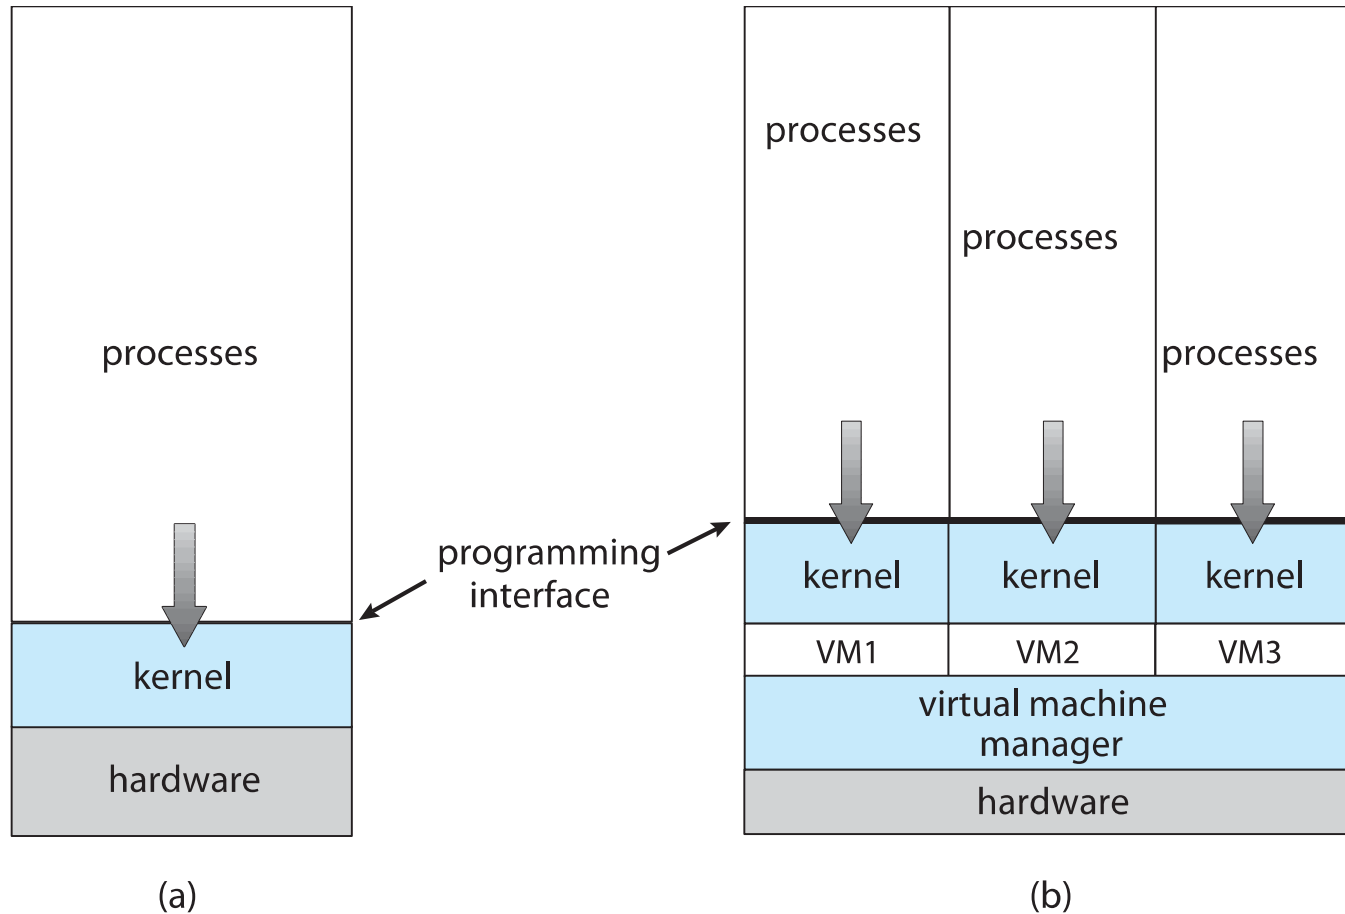 processes
kernel
hardware
(a)
programming
interface
processes
processes
processes
kernel
kernel
kernel
VM1
VM2
VM3
virtual machine
manager
hardware
(b)